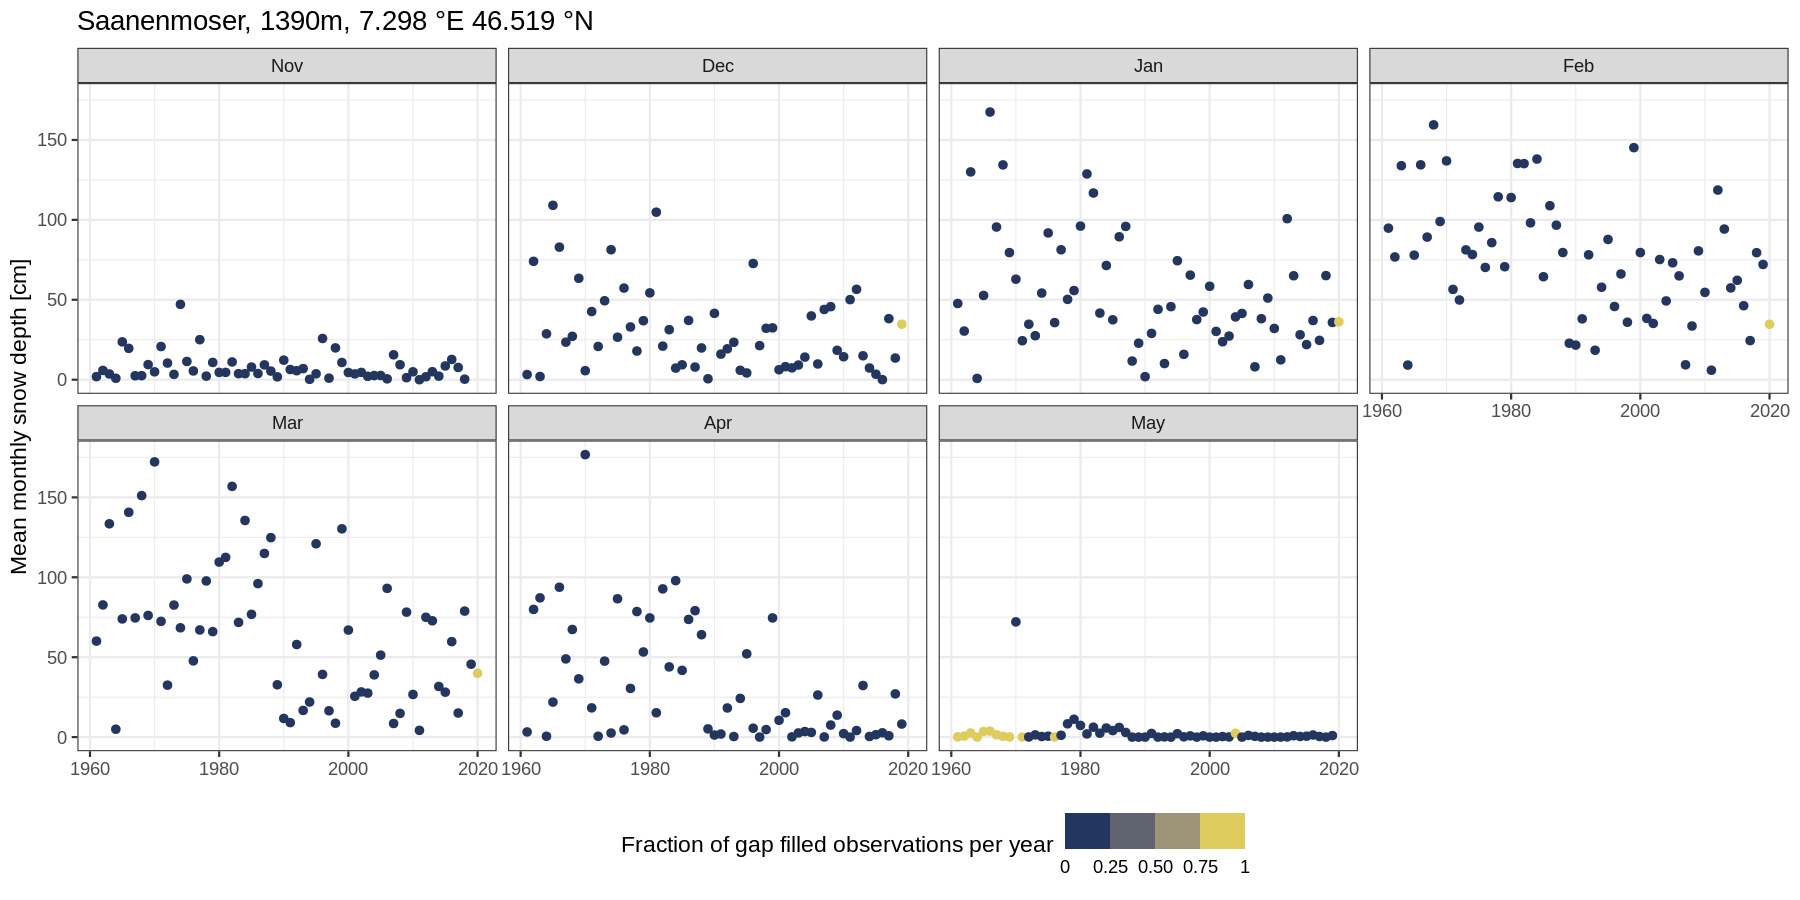 Saanenmoser, 1390m, 7.298 °E 46.519 °N
Nov Dec Jan Feb
150
100
50
0
1960 1980 2000 2020
Mean monthly snow depth [cm]
Mar Apr May
150
100
50
0
1960 1980 2000 2020 1960 1980 2000 2020 1960 1980 2000 2020
Fraction of gap filled observations per year
0 0.25 0.50 0.75 1